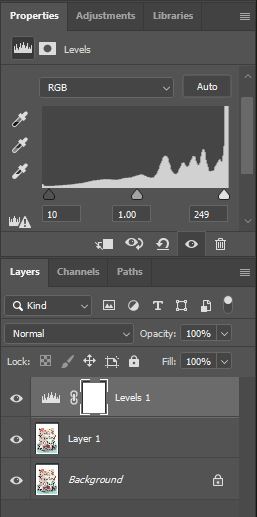 Properties Adjustments Libraries
Levels
RGB Auto
10 1.00 249
Layers Channels Paths
Kind
Normal Opacity: 100%
Lock: Fill: 100%
Levels 1
Layer 1
Background